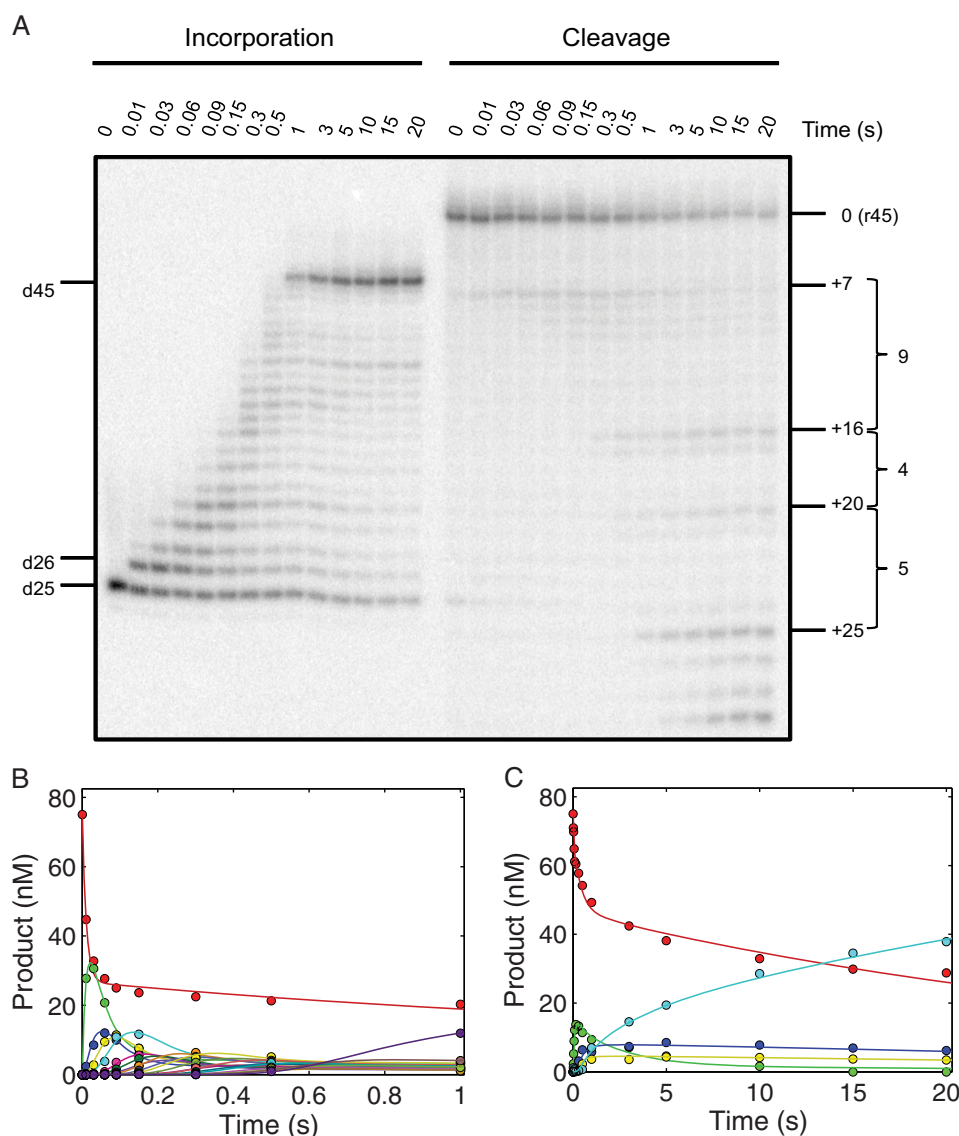 A
Incorporation Cleavage
0 0.01 0.03 0.06 0.09 0.15 0.3 0.5 1 3 5 10 15 20 0 0.01 0.03 0.06 0.09 0.15 0.3 0.5 1 3 5 10 15 20 Time (s)
0 (r45)
d45 +7
9
+16
4
+20
d26
5
d25
+25
B
80
60
40
20
0
0 0.2 0.4 0.6 0.8 1
Product (nM)
Time (s)
C
80
60
40
20
0
0 5 10 15 20
Product (nM)
Time (s)